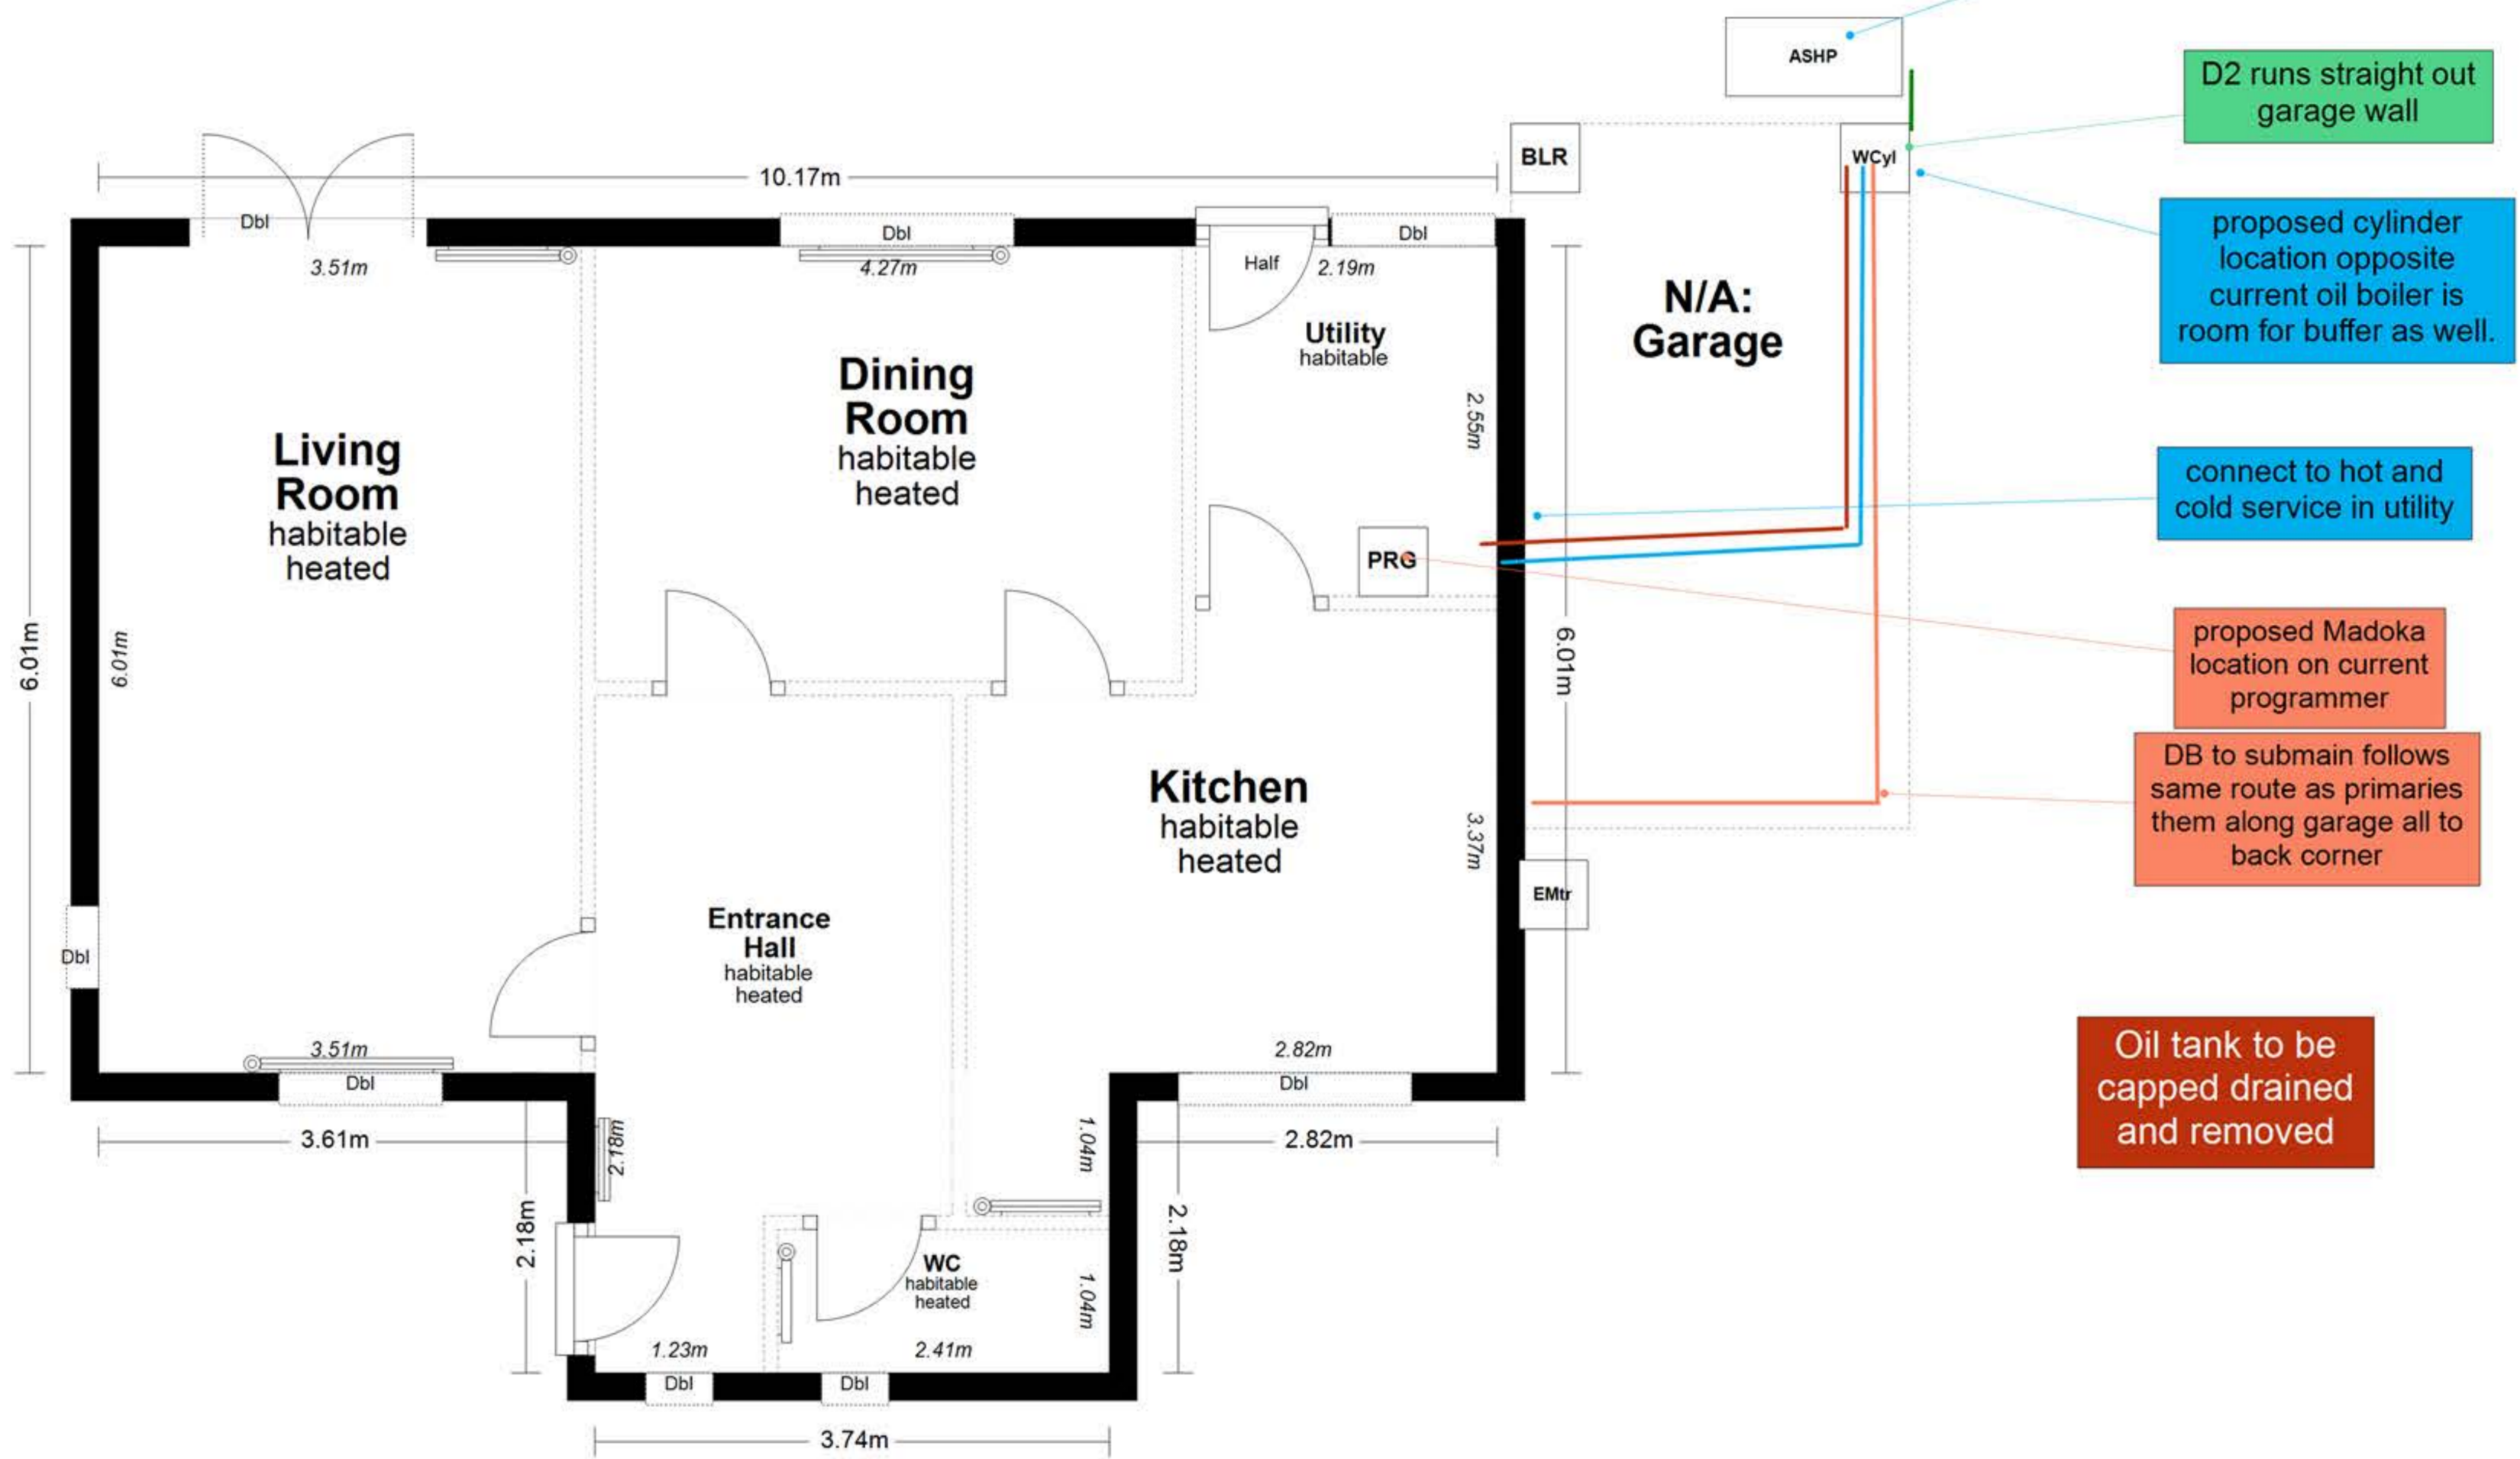 ASHP
D2 runs straight out
garage wall
BLR
WCyl
10.17m
proposed cylinder
location opposite
current oil boiler is
room for buffer as well.
Dbl
Dbl
Dbl
3.51m
4.27m
Half
2.19m
N/A:
Garage
Utility
habitable
Dining
Room
habitable
heated
2.55m
Living
Room
habitable
heated
connect to hot and
cold service in utility
PRG
6.01m
6.01m
6.01m
proposed Madoka
location on current
programmer
DB to submain follows
same route as primaries
them along garage all to
back corner
Kitchen
habitable
heated
3.37m
EMtr
Entrance
Hall
habitable
heated
Dbl
3.51m
Dbl
2.82m
Dbl
Oil tank to be
capped drained
and removed
3.61m
2.18m
1.04m
2.82m
2.18m
2.18m
WC
habitable
heated
1.04m
1.23m
2.41m
Dbl
Dbl
3.74m